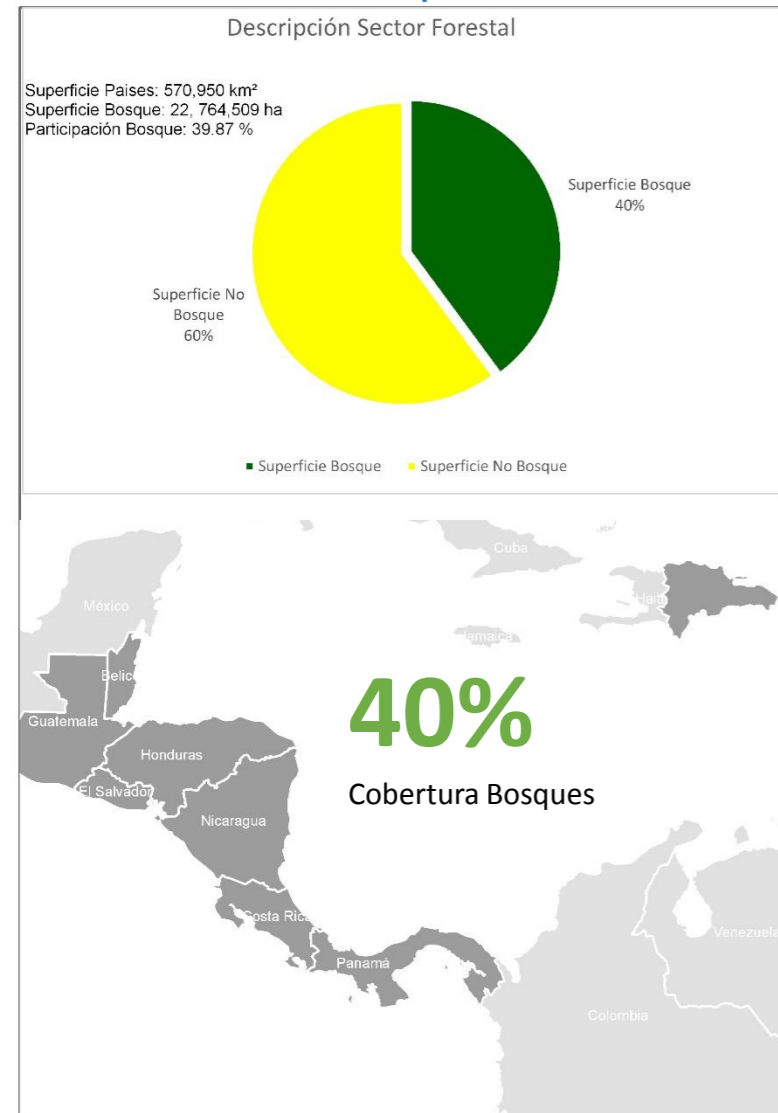 Descripción Sector Forestal
Superficie Paises: 570,950 km²
Superficie Bosque: 22, 764,509 ha
Participación Bosque: 39.87 %
Superficie Bosque
40%
Superficie No
Bosque
60%
Superficie Bosque
Superficie No Bosque
Cuba
México
Haití
Jamaica
Belice
40%
Guatemala
Honduras
Cobertura Bosques
El Salvador
Nicaragua
Costa Rica
Venezuela
Panamá
Colombia